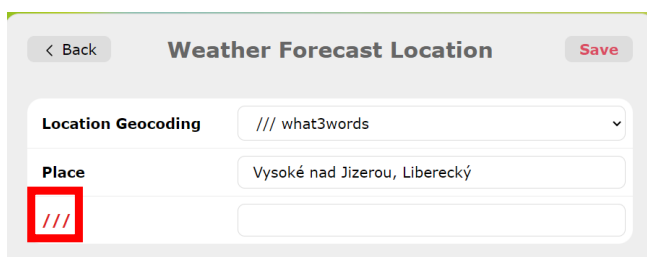 < Back Weather Forecast Location Save
Location Geocoding /// what3words
Place Vysoké nad Jizerou, Liberecký
///